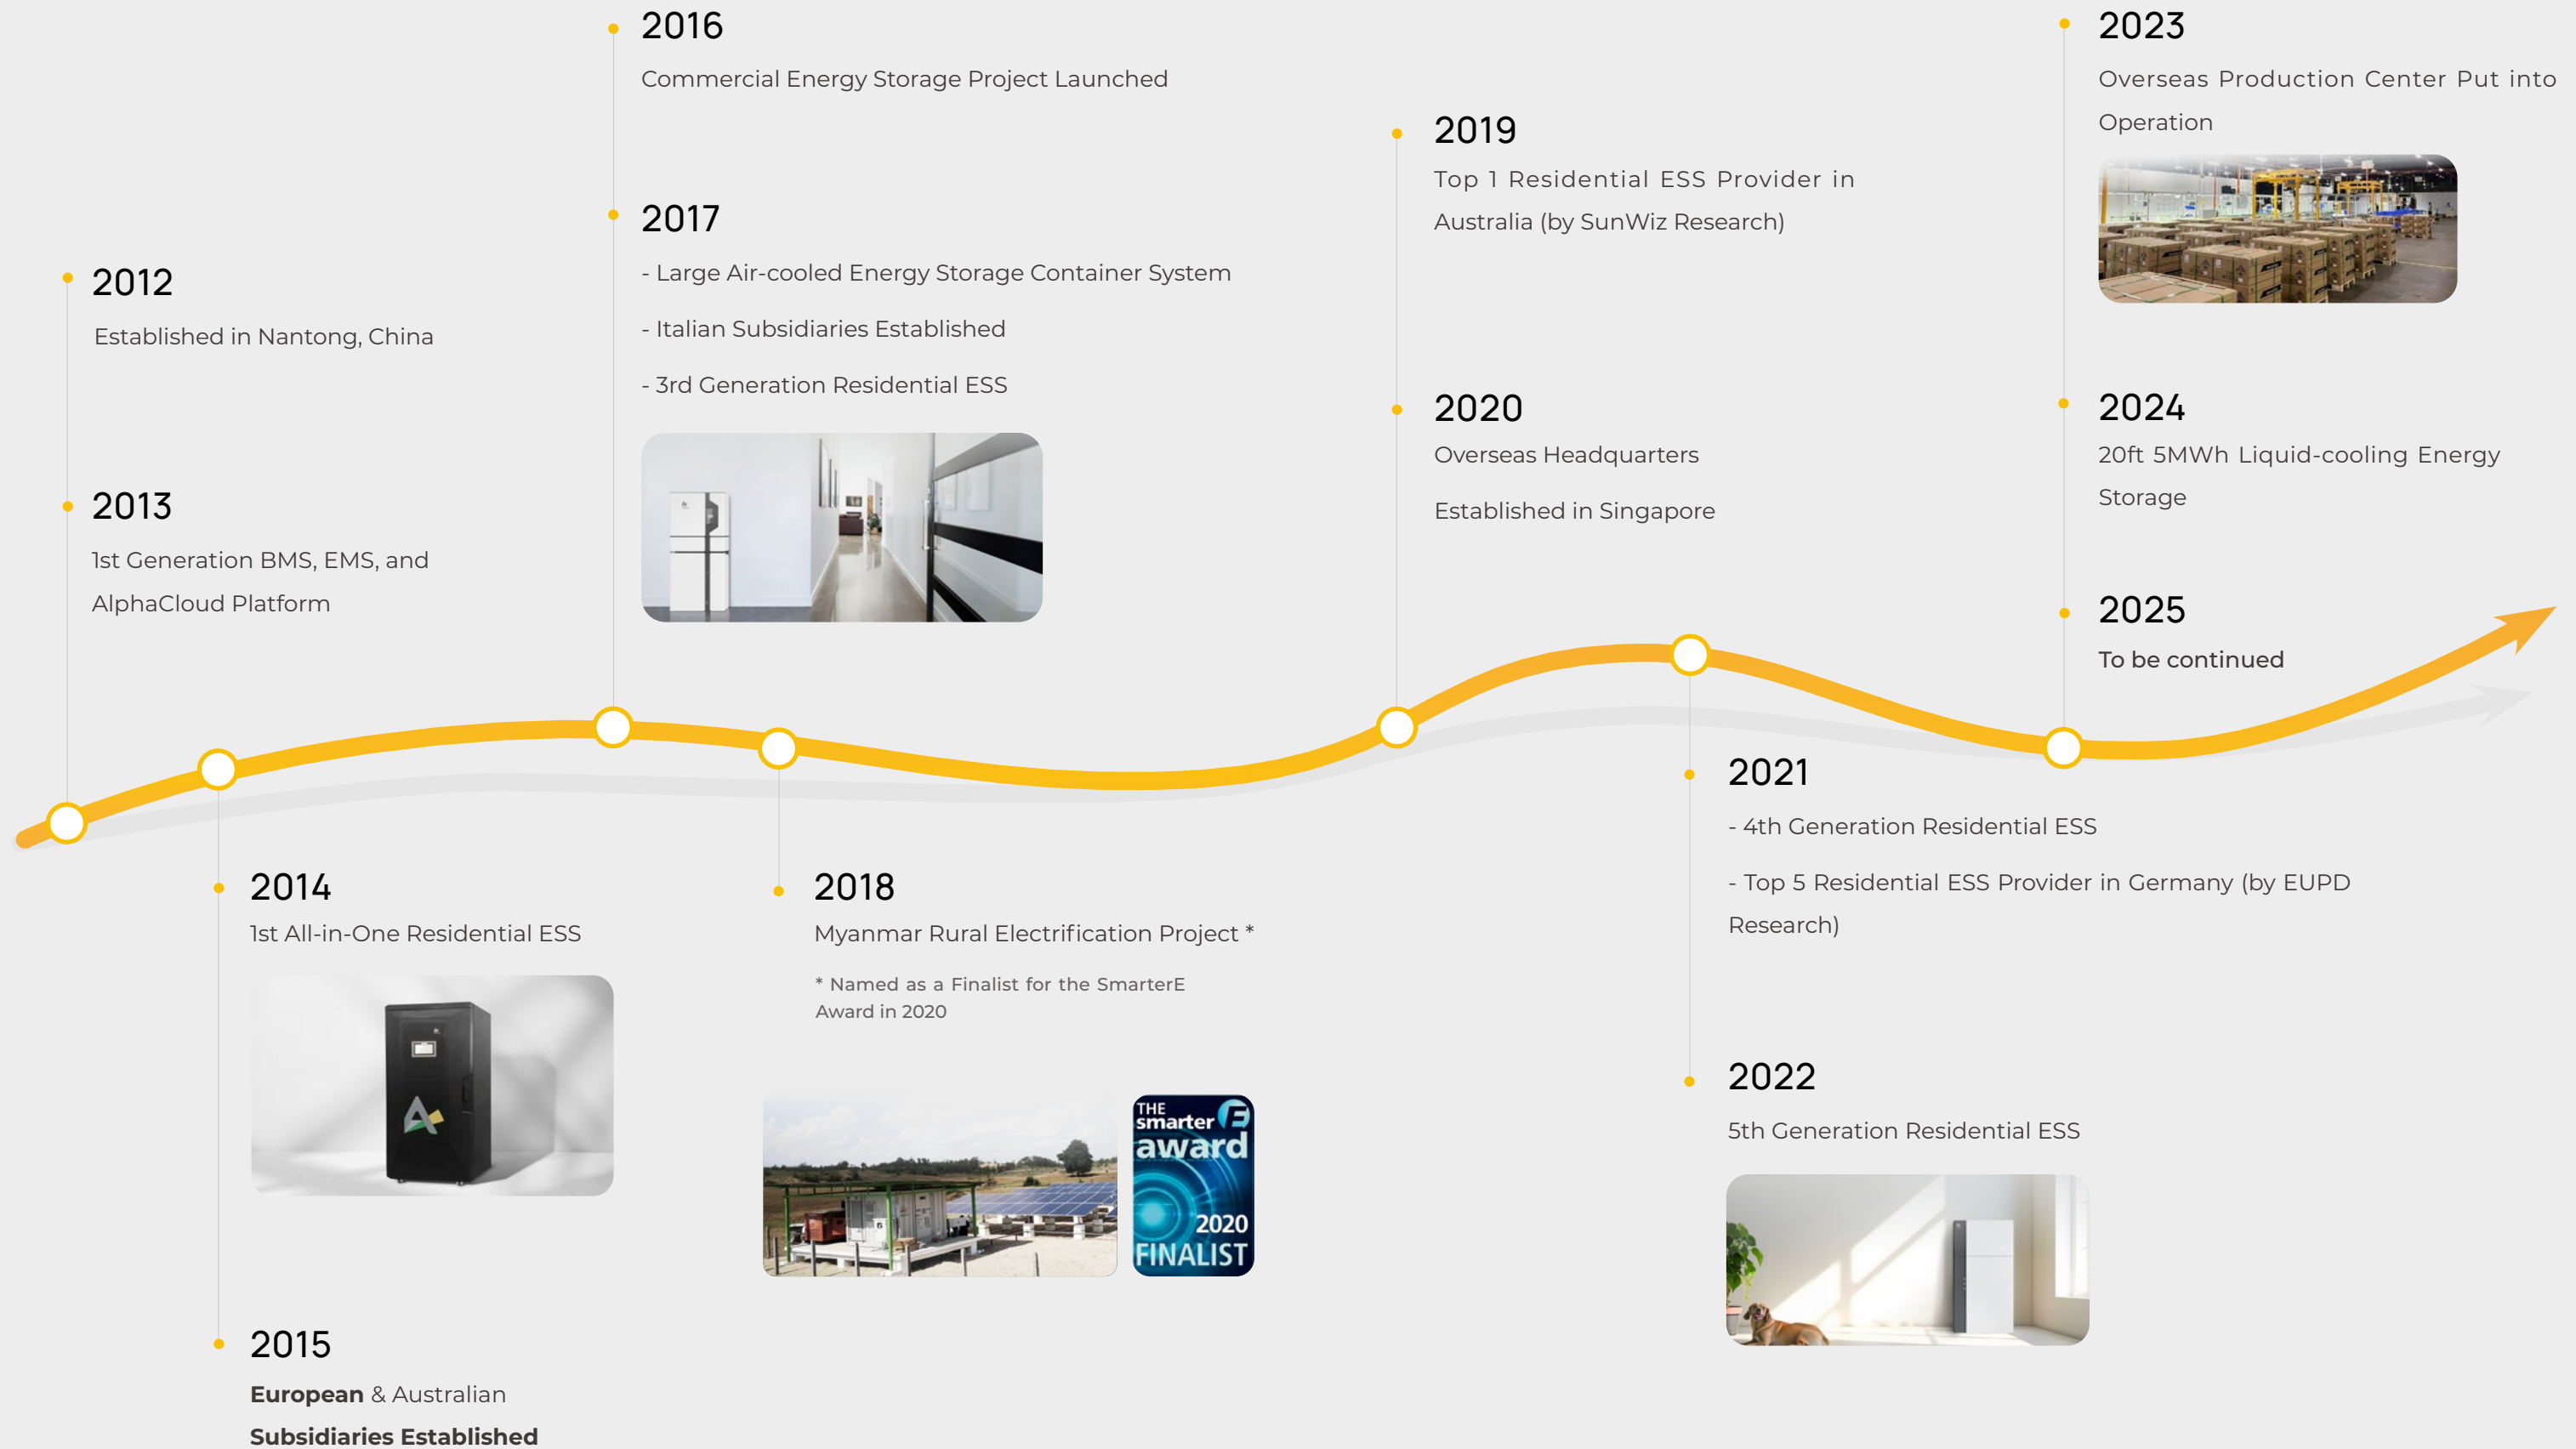 2012
Established in Nantong, China
2013
1st Generation BMS, EMS, and
AlphaCloud Platform
2014
1st All-in-One Residential ESS
2015
European & Australian
Subsidiaries Established
2016
Commercial Energy Storage Project Launched
2017
- Large Air-cooled Energy Storage Container System
- Italian Subsidiaries Established
- 3rd Generation Residential ESS
2018
Myanmar Rural Electrification Project *
* Named as a Finalist for the SmarterE
Award in 2020
THE
smarter E
award
2020
FINALIST
2019
Top 1 Residential ESS Provider in
Australia (by SunWiz Research)
2020
Overseas Headquarters
Established in Singapore
2021
- 4th Generation Residential ESS
- Top 5 Residential ESS Provider in Germany (by EUPD
Research)
2022
5th Generation Residential ESS
2023
Overseas Production Center Put into
Operation
2024
20ft 5MWh Liquid-cooling Energy
Storage
2025
To be continued